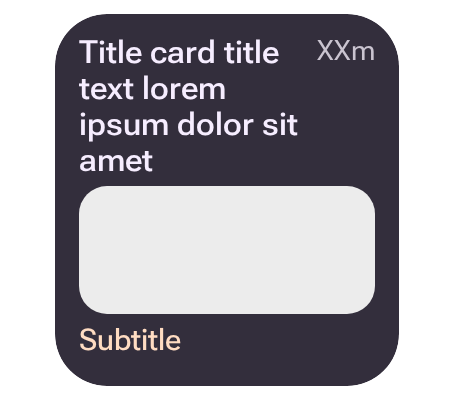 Title card title XXm
text lorem
ipsum dolor sit
amet
Subtitle